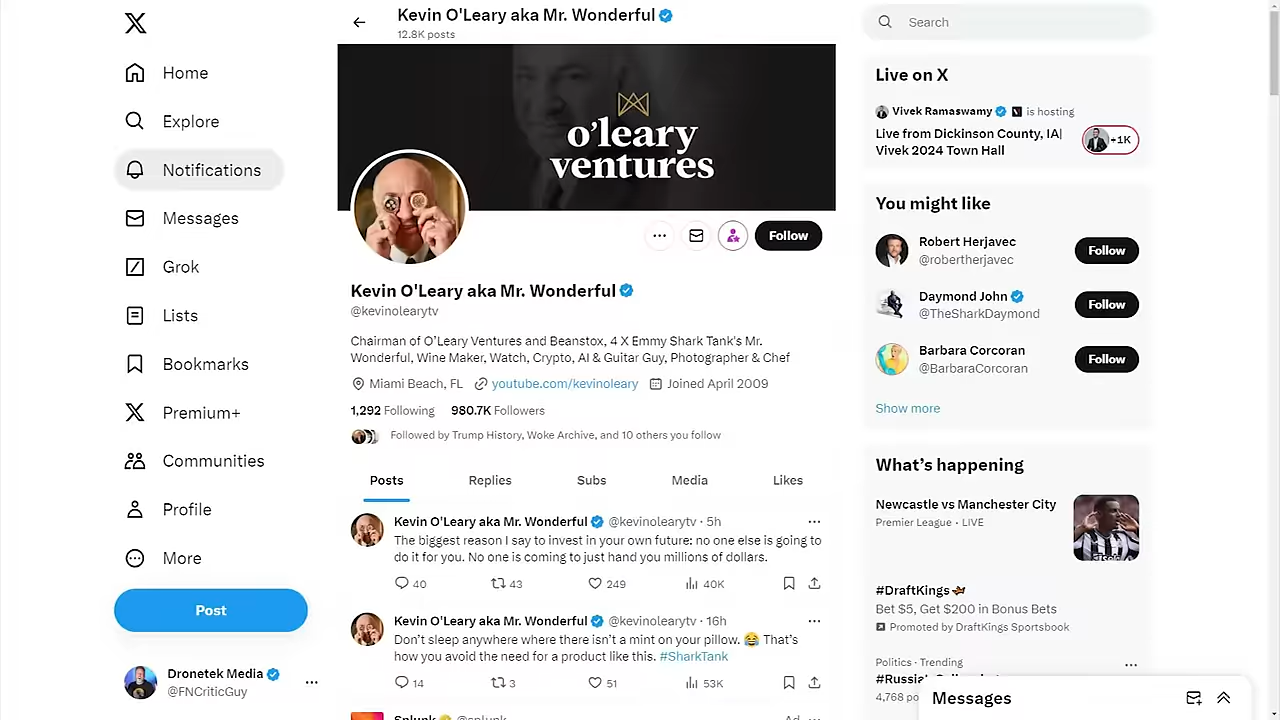 Home
Explore
Notifications
Messages
Grok
Lists
Bookmarks
Premium+
Communities
Profile
More
Post
Dronetek Media
@FNCriticGuy
Kevin O'Leary aka Mr. Wonderful
12.8K posts
o'leary
ventures
Follow
Kevin O'Leary aka Mr. Wonderful
@kevinolearytv
Chairman of O'Leary Ventures and Beanstox, 4 X Emmy Shark Tank's Mr.
Wonderful, Wine Maker, Watch, Crypto, AI & Guitar Guy, Photographer & Chef
Miami Beach, FL youtube.com/kevinoleary Joined April 2009
1,292 Following 980.7K Followers
Followed by Trump History, Woke Archive, and 10 others you follow
Posts Replies Subs Media Likes
Kevin O'Leary aka Mr. Wonderful @kevinolearytv · 5h
The biggest reason I say to invest in your own future: no one else is going to
do it for you. No one is coming to just hand you millions of dollars.
40 43 249 40K
Kevin O'Leary aka Mr. Wonderful @kevinolearytv · 16h
Don't sleep anywhere where there isn't a mint on your pillow. 😂 That's
how you avoid the need for a product like this. #SharkTank
14 3 51 53K
Splunk @splunk Ad
Search
Live on X
Vivek Ramaswamy is hosting
Live from Dickinson County, IA|
Vivek 2024 Town Hall
+1K
You might like
Robert Herjavec
@robertherjavec
Follow
Daymond John
@TheSharkDaymond
Follow
Barbara Corcoran
@BarbaraCorcoran
Follow
Show more
What's happening
Newcastle vs Manchester City
Premier League · LIVE
#DraftKings
Bet $5, Get $200 in Bonus Bets
Promoted by DraftKings Sportsbook
Politics · Trending
4,768
Messages